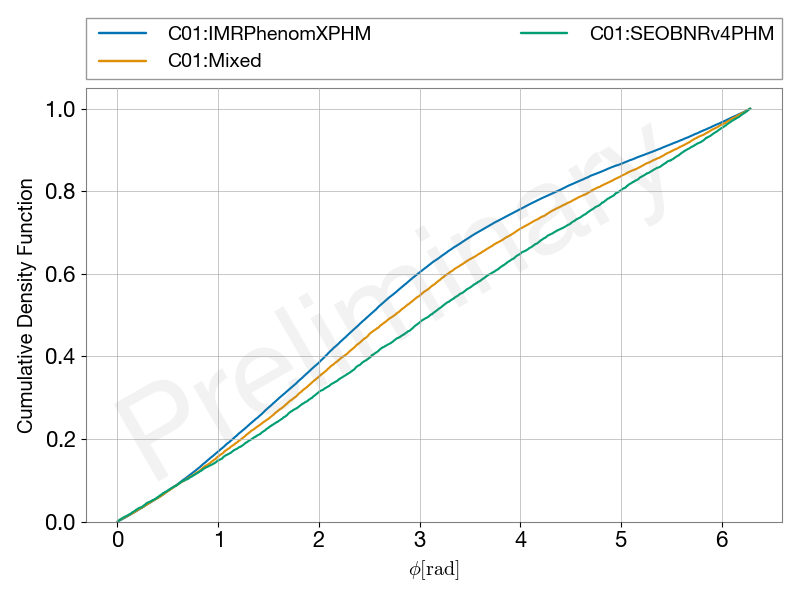 C01:IMRPhenomXPHM
C01:Mixed
C01:SEOBNRv4PHM
Cumulative Density Function
1.0
0.8
0.6
0.4
0.2
0.0
Preliminary
0 1 2 3 4 5 6
ϕ[rad]